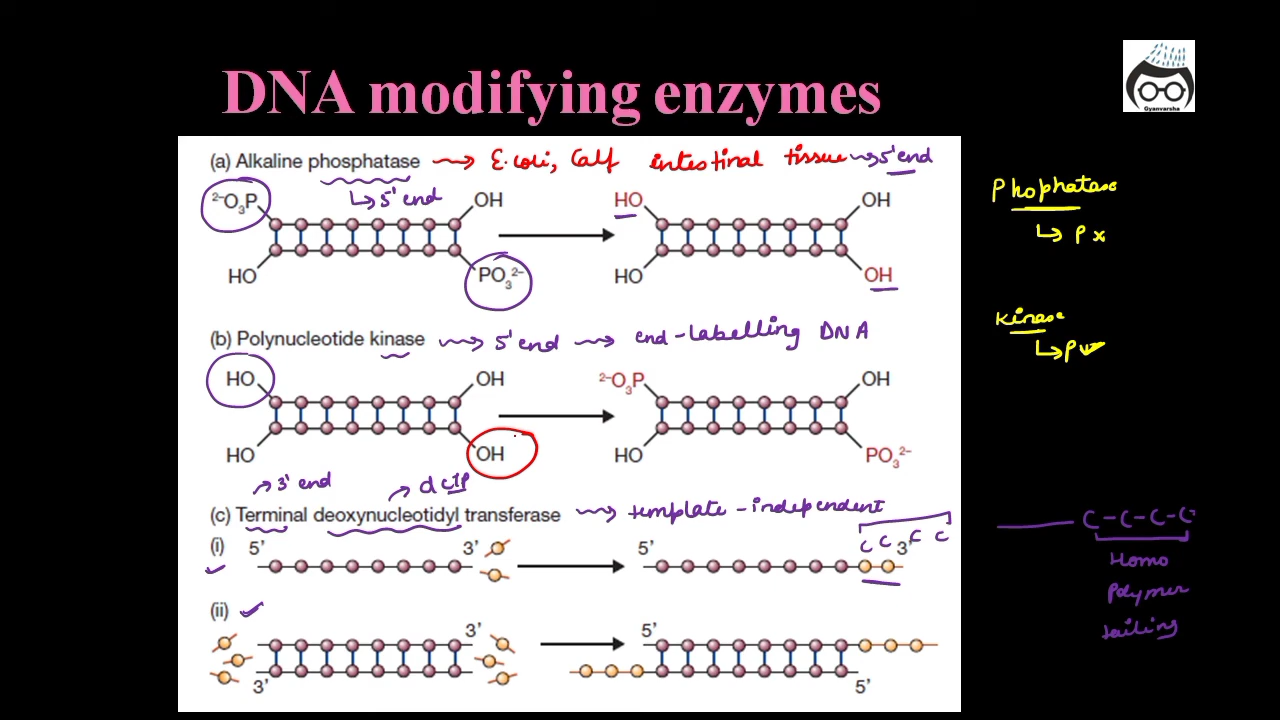 DNA modifying enzymes
Gyanvarsha
(a) Alkaline phosphatase → E.coli, Calf intestinal tissue → 5' end
↳ 5' end
²⁻O₃P OH HO OH
HO PO₃²⁻ HO OH
Phophatase
↳ P x
(b) Polynucleotide kinase → 5' end → end-labelling DNA
Kinase
↳ P ✓
HO OH ²⁻O₃P OH
HO OH HO PO₃²⁻
→ 3' end → dCTP
(c) Terminal deoxynucleotidyl transferase → template-independent
C-C-C-C
Homo
Polymer
tailing
C C C C
(i) 5' 3' 5' 3'
(ii) ✓
3' 5'
3' 5'